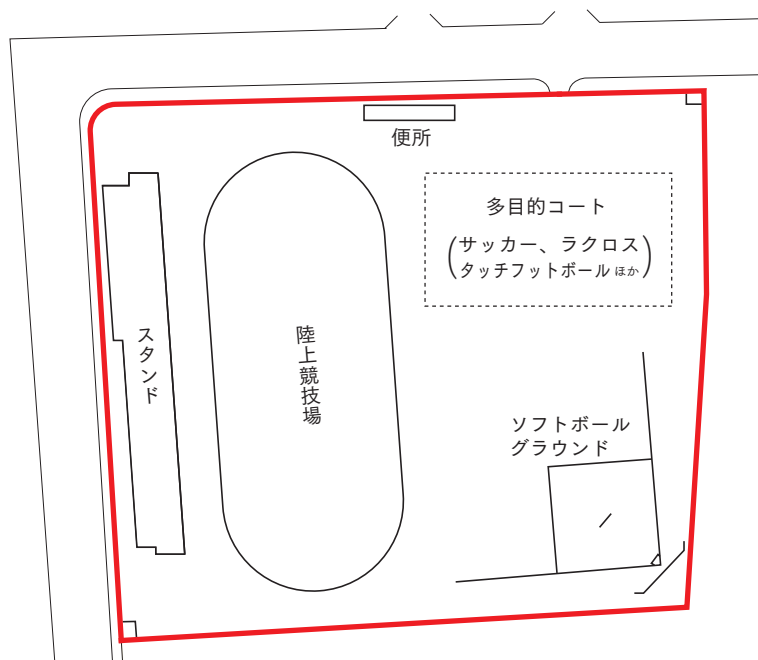 便所
多目的コート
(サッカー、ラクロス
タッチフットボール ほか)
スタンド
陸上競技場
ソフトボール
グラウンド